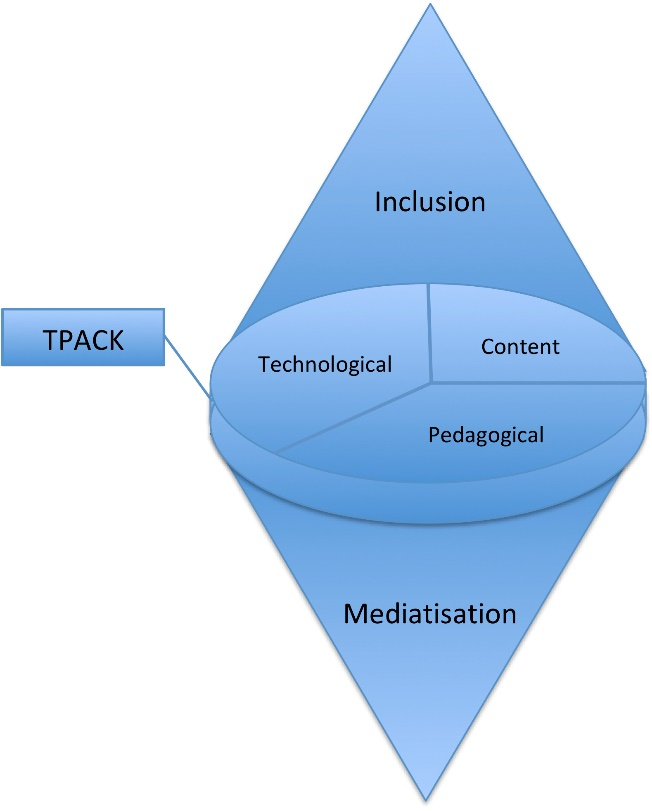 Inclusion
TPACK
Technological
Content
Pedagogical
Mediatisation